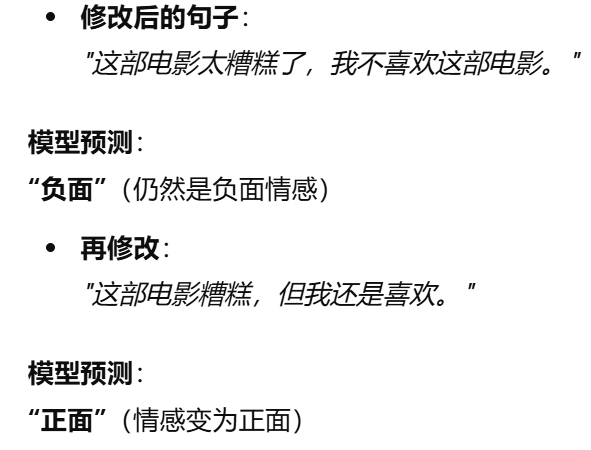 • 修改后的句子：
"这部电影太糟糕了，我不喜欢这部电影。"
模型预测：
“负面”（仍然是负面情感）
• 再修改：
"这部电影糟糕，但我还是喜欢。"
模型预测：
“正面”（情感变为正面）